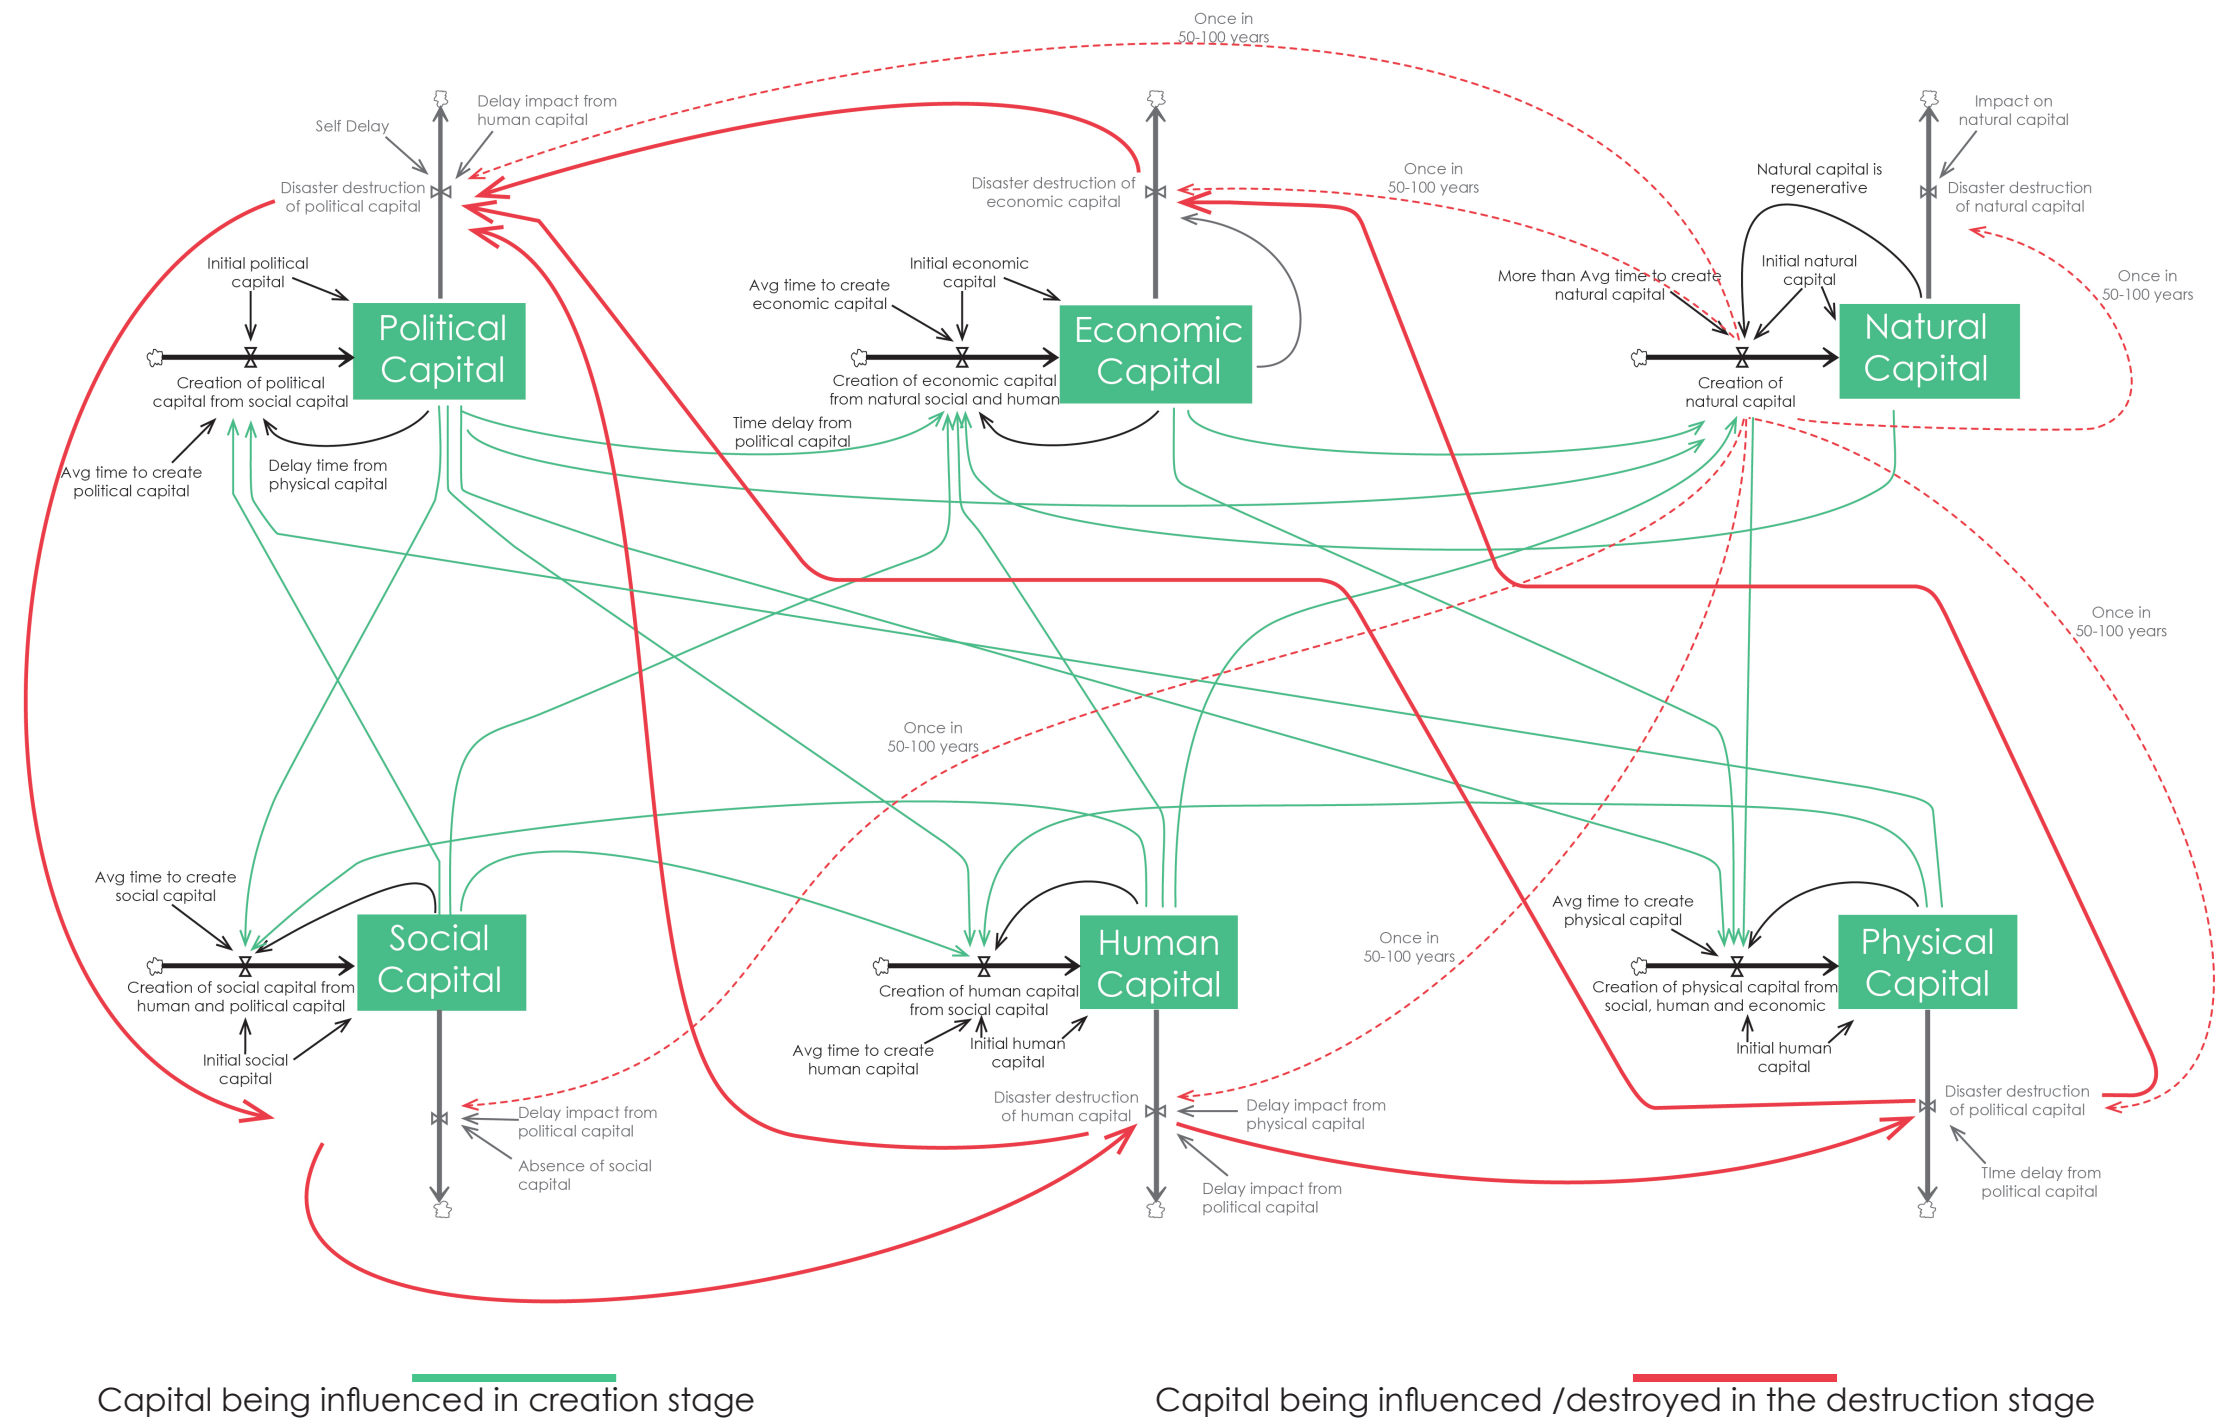 Once in
50-100 years
Delay impact from
human capital
Self Delay
Disaster destruction
of political capital
Initial political
capital
Political
Capital
Creation of political
capital from social capital
Avg time to create
political capital
Delay time from
physical capital
Disaster destruction of
economic capital
Once in
50-100 years
Avg time to create
economic capital
Initial economic
capital
Economic
Capital
Creation of economic capital
from natural social and human
Time delay from
political capital
Impact on
natural capital
Natural capital is
regenerative
Disaster destruction
of natural capital
More than Avg time to create
natural capital
Initial natural
capital
Once in
50-100 years
Natural
Capital
Creation of
natural capital
Once in
50-100 years
Once in
50-100 years
Avg time to create
social capital
Social
Capital
Creation of social capital from
human and political capital
Initial social
capital
Delay impact from
political capital
Absence of social
capital
Human
Capital
Creation of human capital
from social capital
Avg time to create
human capital
Initial human
capital
Disaster destruction
of human capital
Delay impact from
physical capital
Delay impact from
political capital
Once in
50-100 years
Avg time to create
physical capital
Physical
Capital
Creation of physical capital from
social, human and economic
Initial human
capital
Disaster destruction
of political capital
TIme delay from
political capital
Capital being influenced in creation stage
Capital being influenced /destroyed in the destruction stage